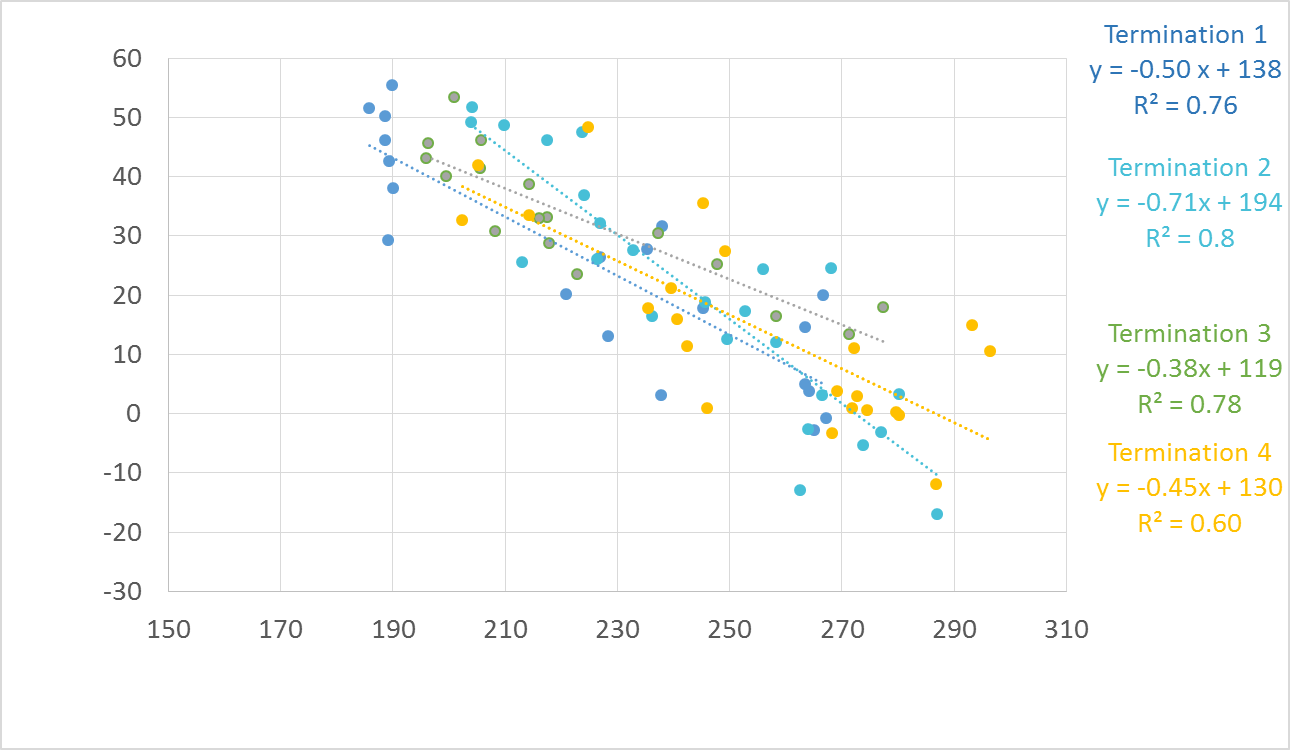 Termination 1
y = -0.50 x + 138
R² = 0.76
Termination 2
y = -0.71x + 194
R² = 0.8
Termination 3
y = -0.38x + 119
R² = 0.78
Termination 4
y = -0.45x + 130
R² = 0.60
60
50
40
30
20
10
0
-10
-20
-30
150 170 190 210 230 250 270 290 310